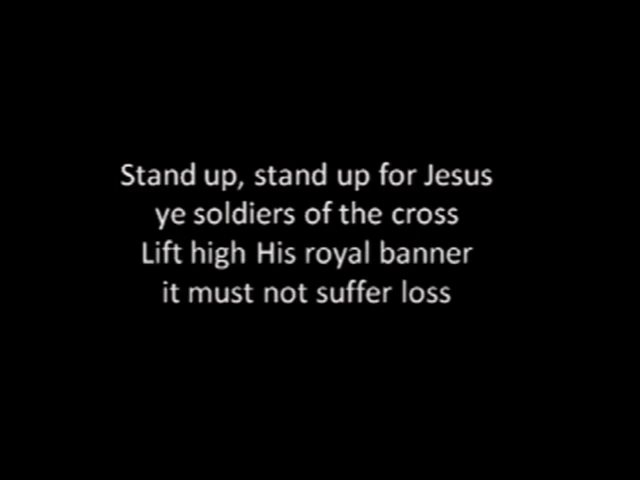 Stand up, stand up for Jesus
ye soldiers of the cross
Lift high His royal banner
it must not suffer loss